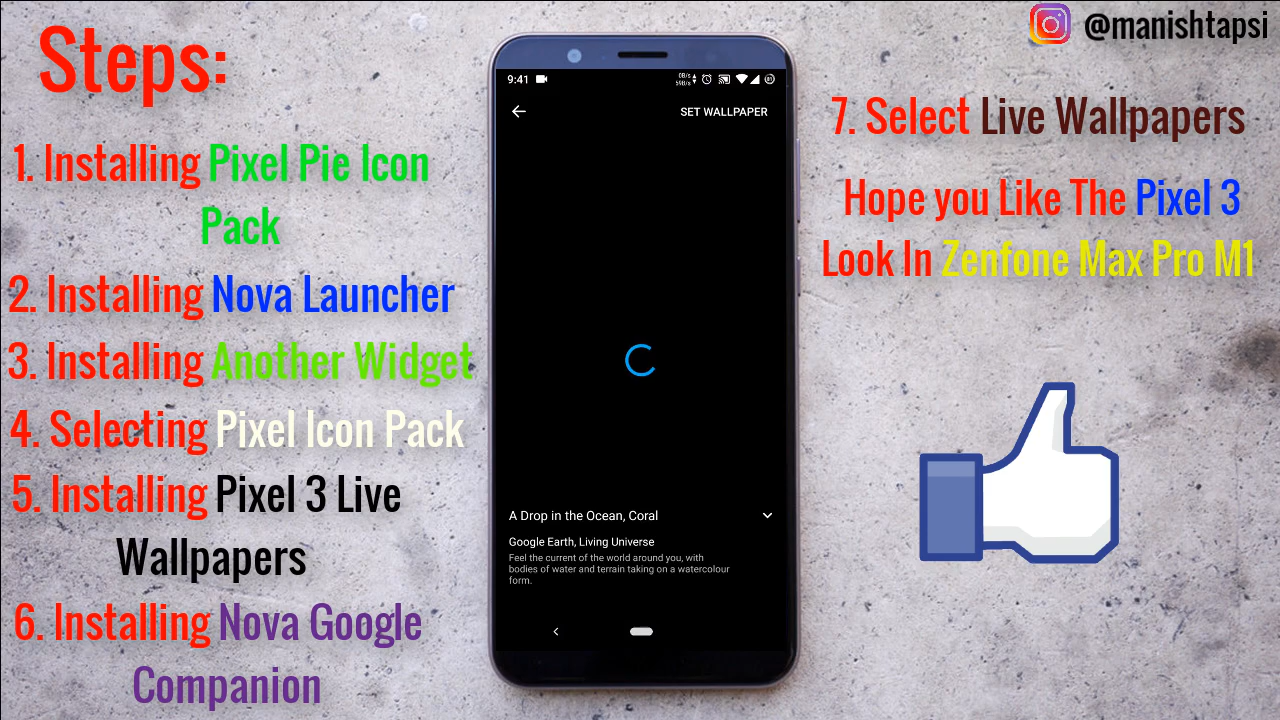 Steps:
1. Installing Pixel Pie Icon
Pack
2. Installing Nova Launcher
3. Installing Another Widget
4. Selecting Pixel Icon Pack
5. Installing Pixel 3 Live
Wallpapers
6. Installing Nova Google
Companion
9:41
0B/s
59B/s
SET WALLPAPER
A Drop in the Ocean, Coral
Google Earth, Living Universe
Feel the current of the world around you, with
bodies of water and terrain taking on a watercolour
form.
@manishtapsi
7. Select Live Wallpapers
Hope you Like The Pixel 3
Look In Zenfone Max Pro M1